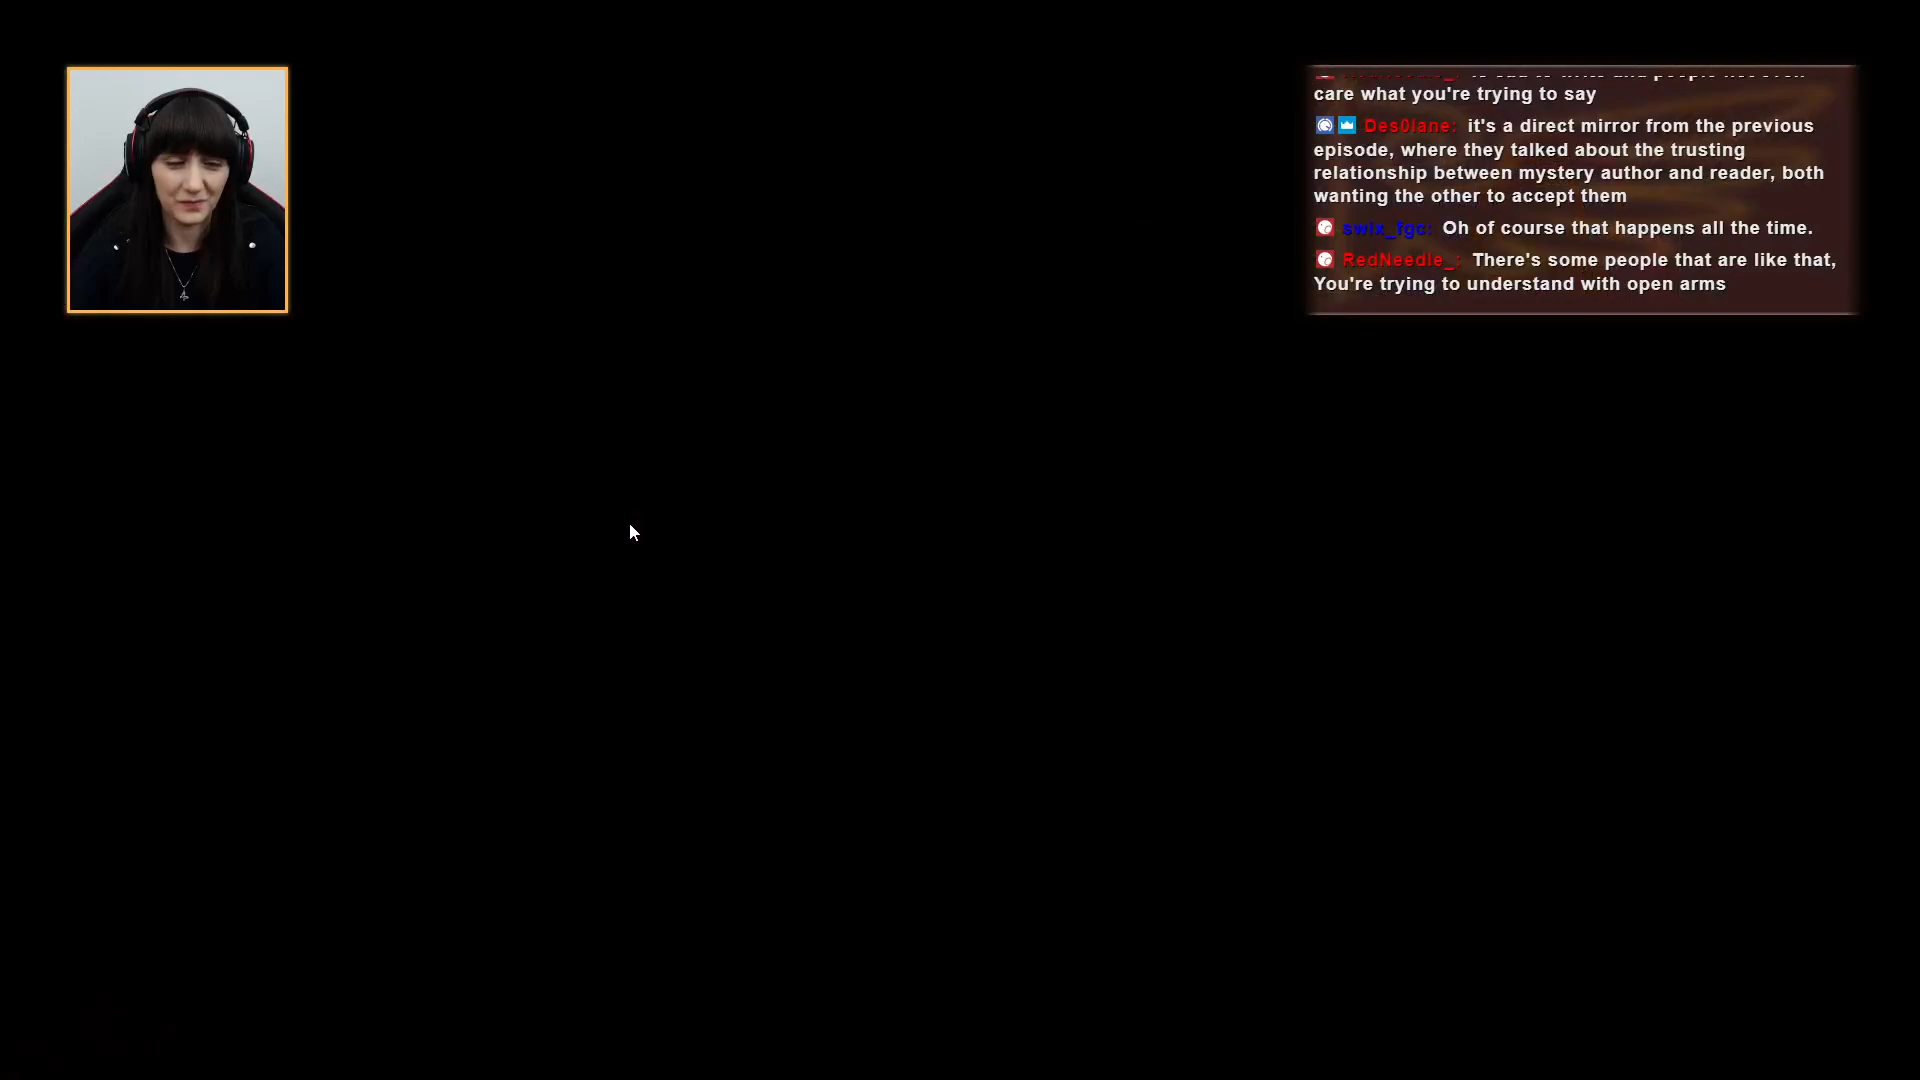 care what you're trying to say
Des0lane: it's a direct mirror from the previous
episode, where they talked about the trusting
relationship between mystery author and reader, both
wanting the other to accept them
swix_fgc: Oh of course that happens all the time.
RedNeedle_: There's some people that are like that,
You're trying to understand with open arms